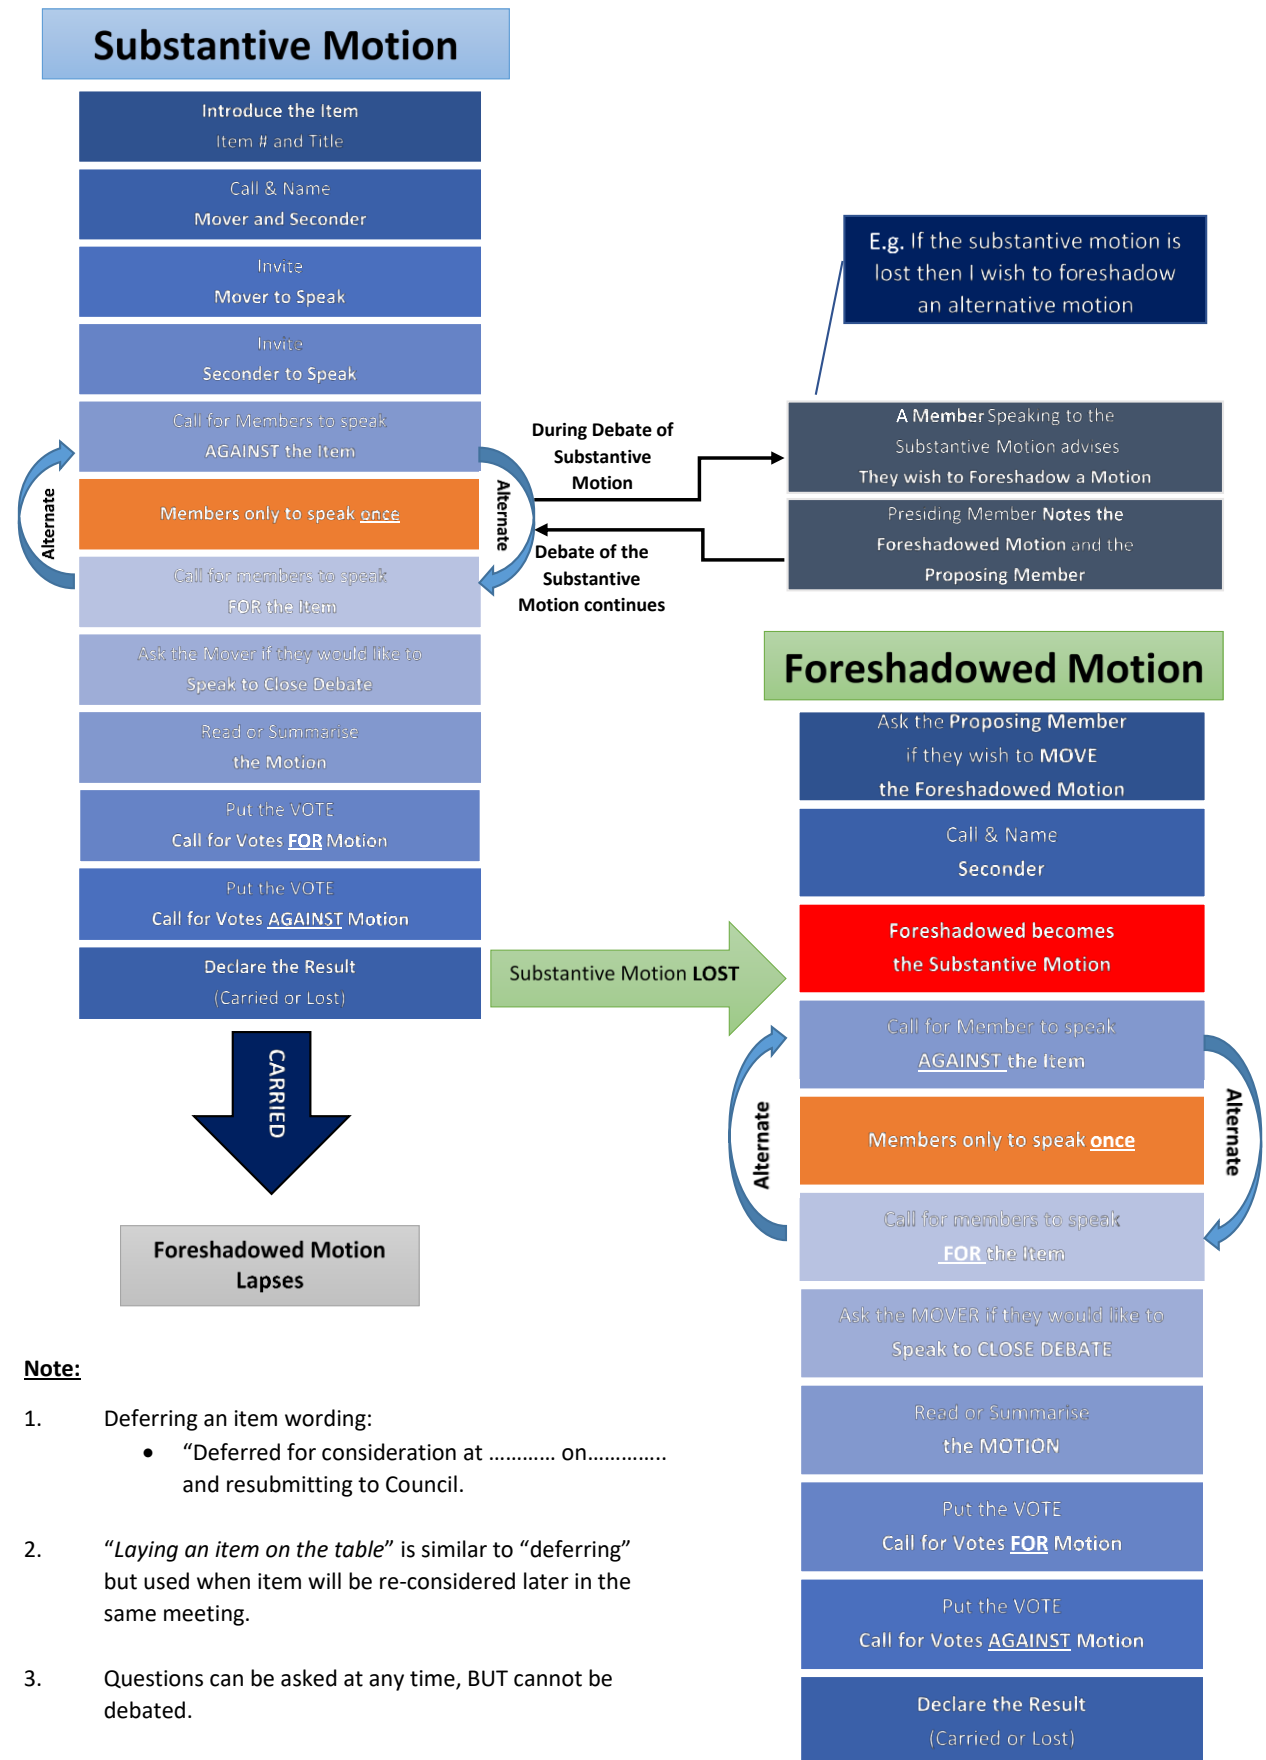 Substantive Motion
Introduce the Item
Item # and Title
Call & Name
Mover and Seconder
Invite
Mover to Speak
Invite
Seconder to Speak
Call for Members to speak
AGAINST the Item
Members only to speak once
Call for members to speak
FOR the Item
Alternate
Alternate
Ask the Mover if they would like to
Speak to Close Debate
Read or Summarise
the Motion
Put the VOTE
Call for Votes FOR Motion
Put the VOTE
Call for Votes AGAINST Motion
Declare the Result
(Carried or Lost)
CARRIED
Foreshadowed Motion
Lapses
During Debate of
Substantive
Motion
Debate of the
Substantive
Motion continues
E.g. If the substantive motion is
lost then I wish to foreshadow
an alternative motion
A Member Speaking to the
Substantive Motion advises
They wish to Foreshadow a Motion
Presiding Member Notes the
Foreshadowed Motion and the
Proposing Member
Substantive Motion LOST
Foreshadowed Motion
Ask the Proposing Member
if they wish to MOVE
the Foreshadowed Motion
Call & Name
Seconder
Foreshadowed becomes
the Substantive Motion
Call for Member to speak
AGAINST the Item
Members only to speak once
Call for members to speak
FOR the Item
Alternate
Alternate
Ask the MOVER if they would like to
Speak to CLOSE DEBATE
Read or Summarise
the MOTION
Put the VOTE
Call for Votes FOR Motion
Put the VOTE
Call for Votes AGAINST Motion
Declare the Result
(Carried or Lost)
Note:
1. Deferring an item wording:
• “Deferred for consideration at ………… on…………..
and resubmitting to Council.
2. “Laying an item on the table” is similar to “deferring”
but used when item will be re-considered later in the
same meeting.
3. Questions can be asked at any time, BUT cannot be
debated.